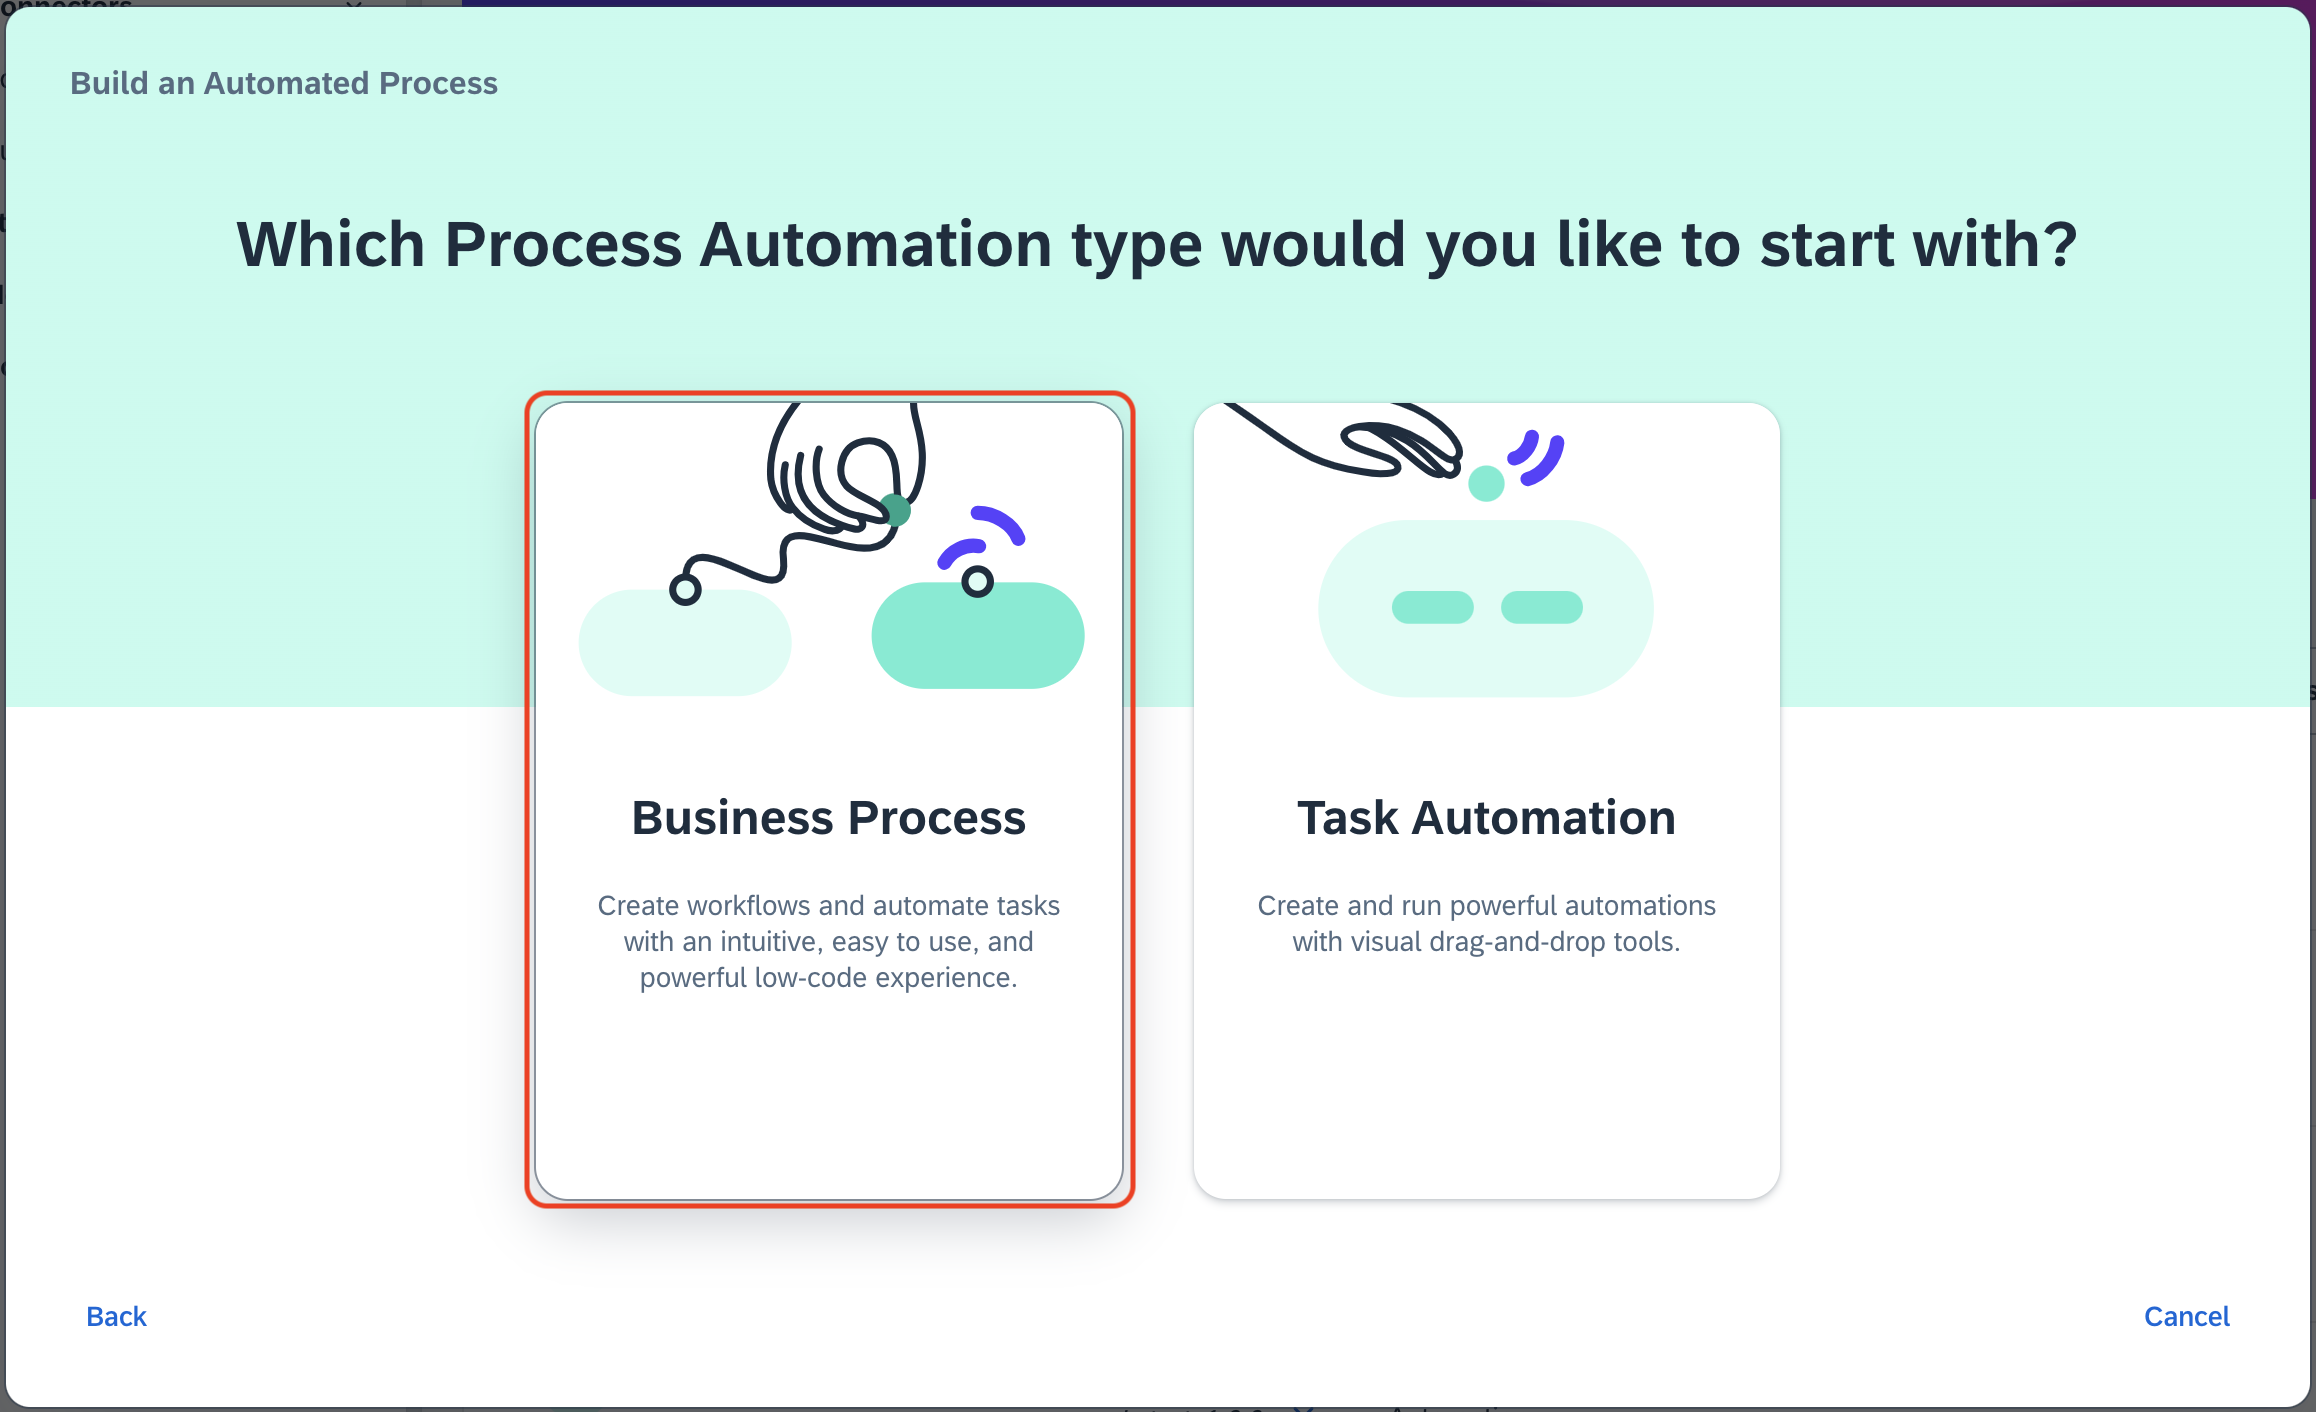 Build an Automated Process
Which Process Automation type would you like to start with?
Business Process
Create workflows and automate tasks
with an intuitive, easy to use, and
powerful low-code experience.
Task Automation
Create and run powerful automations
with visual drag-and-drop tools.
Back
Cancel